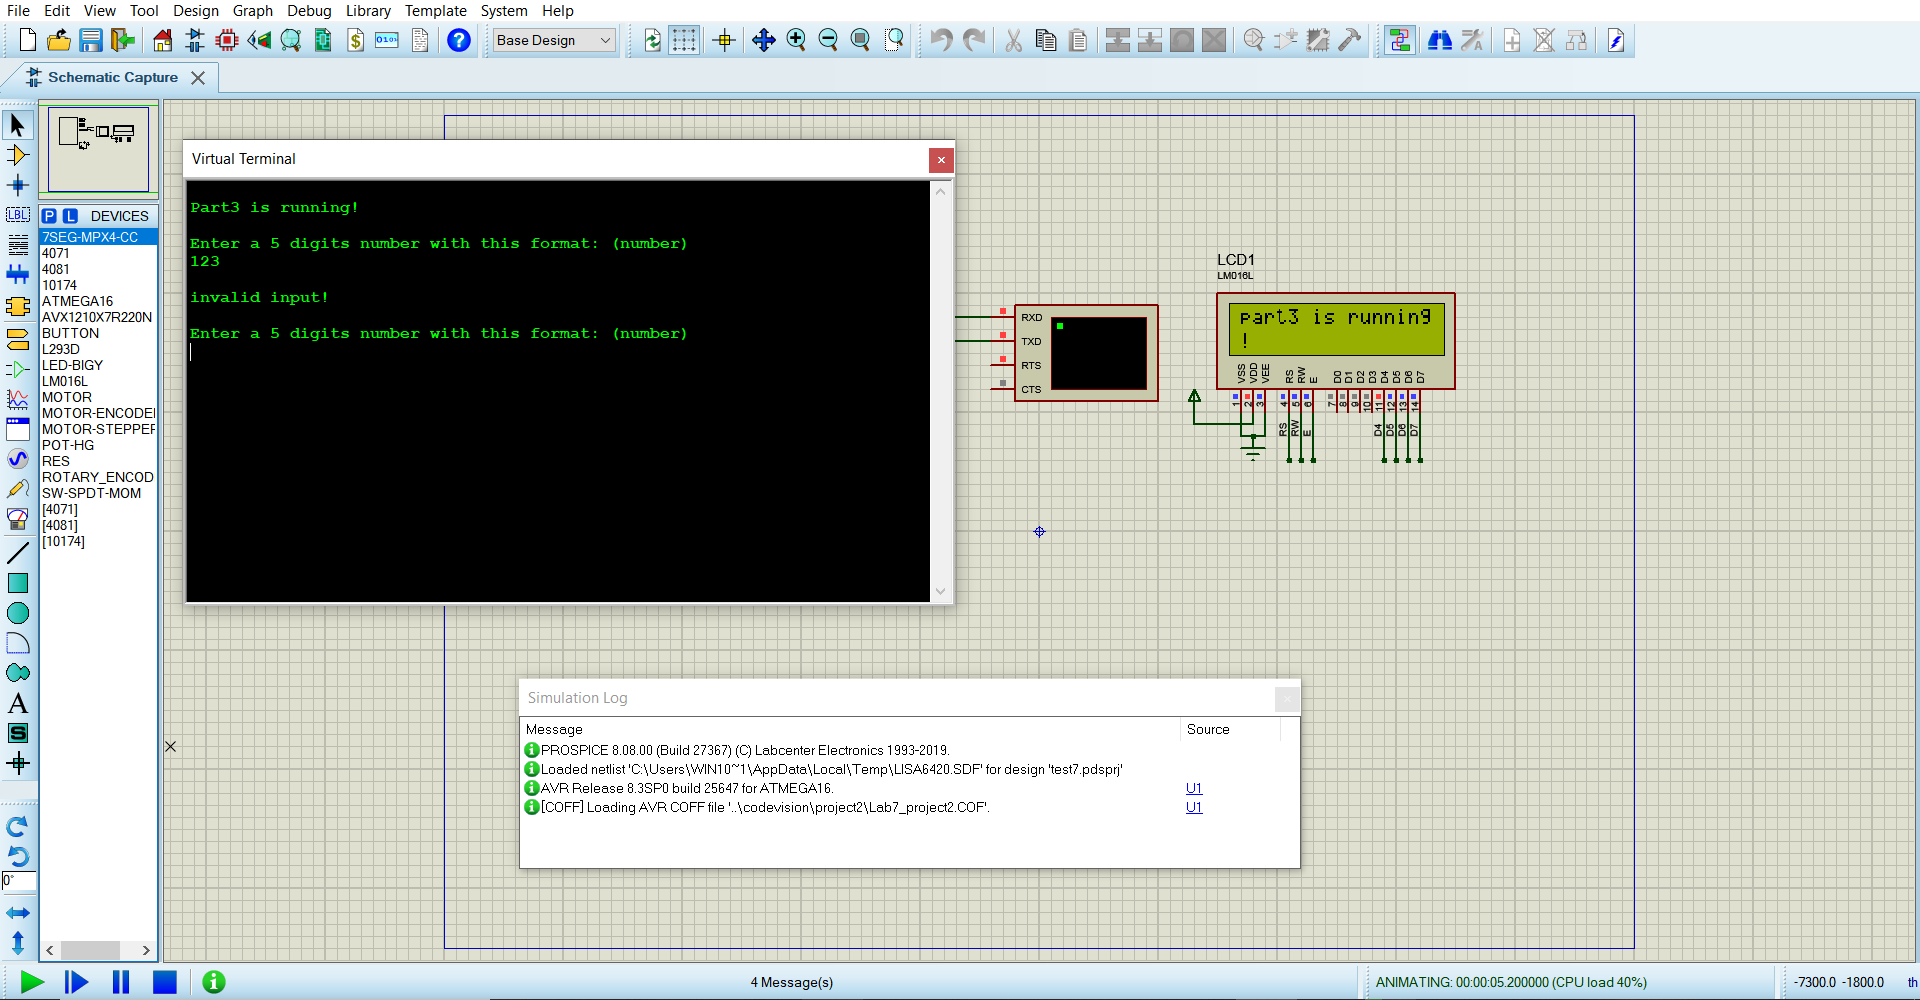 File Edit View Tool Design Graph Debug Library Template System Help
Base Design
Schematic Capture
P L DEVICES
7SEG-MPX4-CC
4071
4081
10174
ATMEGA16
AVX1210X7R220N
BUTTON
L293D
LED-BIGY
LM016L
MOTOR
MOTOR-ENCODE
MOTOR-STEPPER
POT-HG
RES
ROTARY_ENCOD
SW-SPDT-MOM
[4071]
[4081]
[10174]
LBL
A
S
0°
Virtual Terminal
Part3 is running!
Enter a 5 digits number with this format: (number)
123
invalid input!
Enter a 5 digits number with this format: (number)
RXD
TXD
RTS
CTS
LCD1
LM016L
part3 is running
!
VSS VDD VEE RS RW E D0 D1 D2 D3 D4 D5 D6 D7
1 2 3 4 5 6 7 8 9 10 11 12 13 14
RS RW E D4 D5 D6 D7
Simulation Log
Message Source
PROSPICE 8.08.00 (Build 27367) (C) Labcenter Electronics 1993-2019.
Loaded netlist 'C:\Users\WIN10~1\AppData\Local\Temp\LISA6420.SDF' for design 'test7.pdsprj'
AVR Release 8.3SP0 build 25647 for ATMEGA16. U1
[COFF] Loading AVR COFF file '..\codevision\project2\Lab7_project2.COF'. U1
4 Message(s)
ANIMATING: 00:00:05.200000 (CPU load 40%)
-7300.0 -1800.0 th